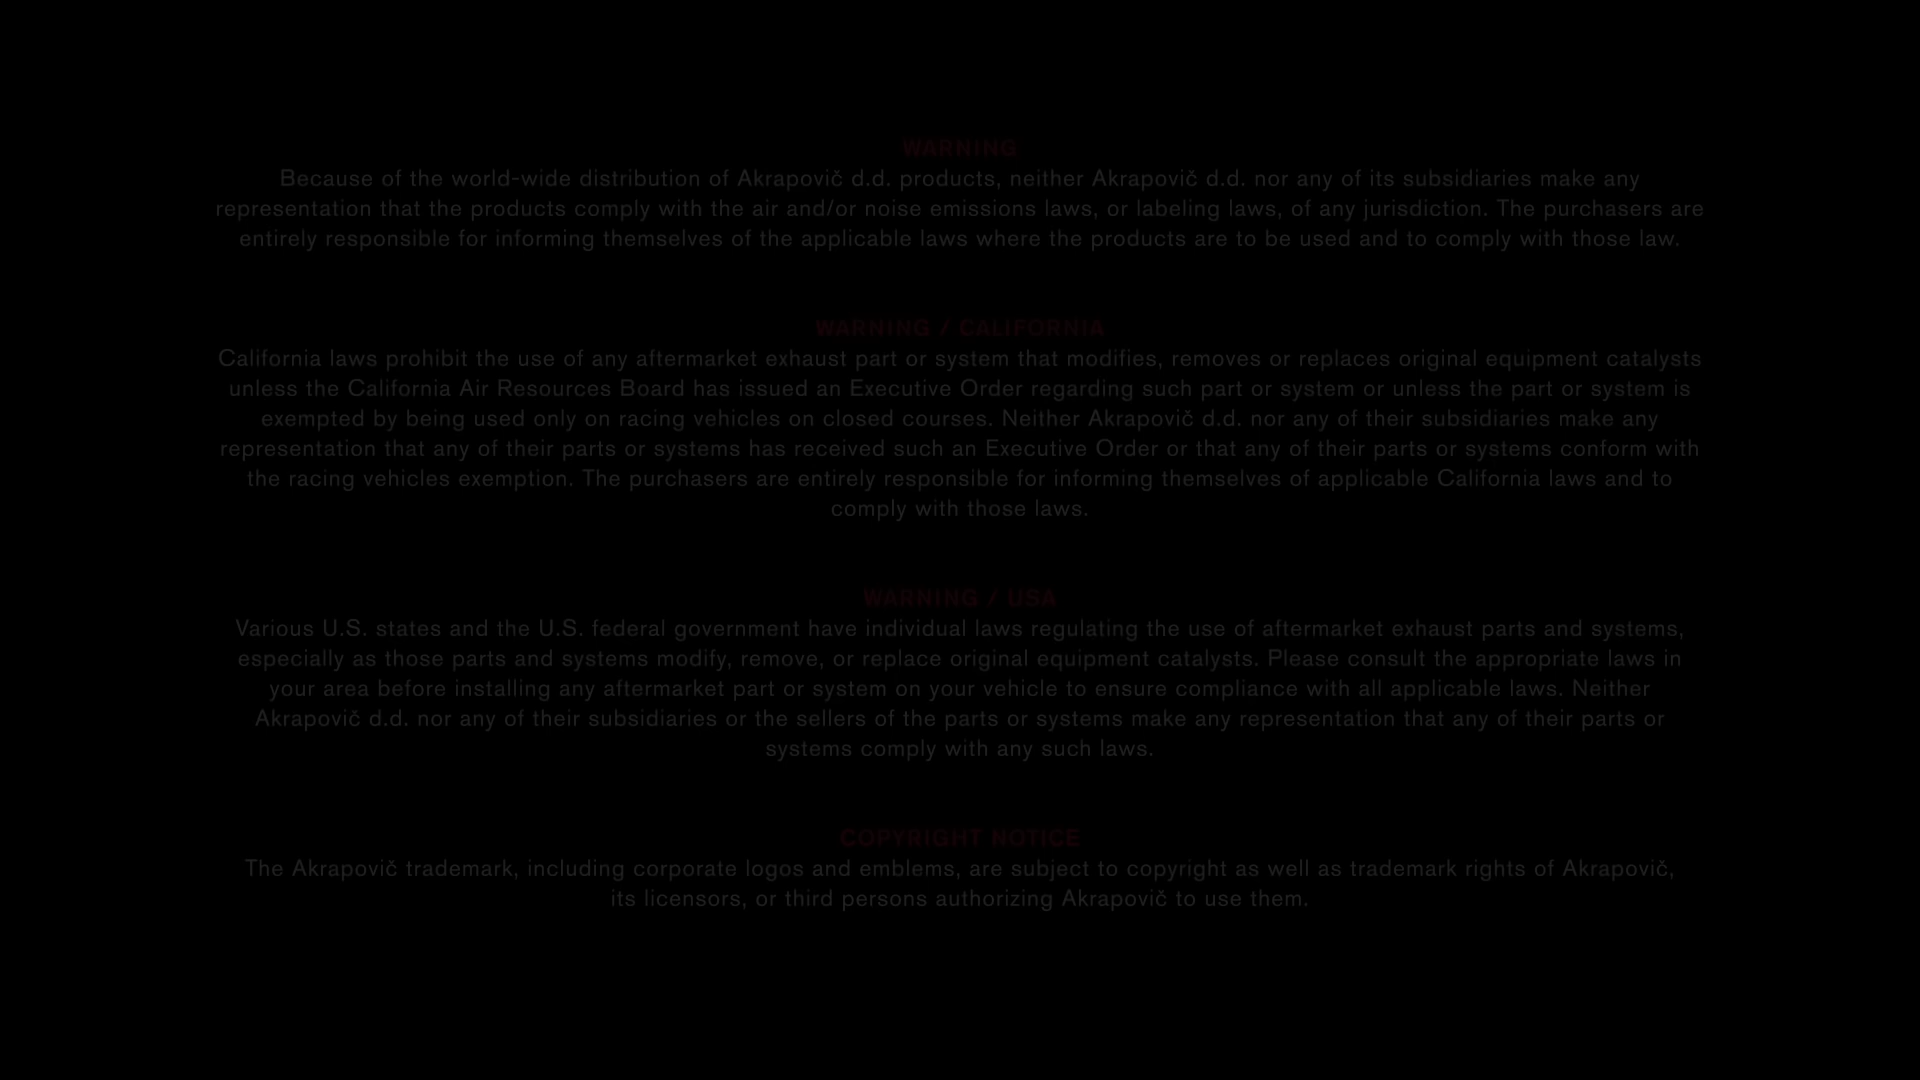 WARNING
Because of the world-wide distribution of Akrapovič d.d. products, neither Akrapovič d.d. nor any of its subsidiaries make any
representation that the products comply with the air and/or noise emissions laws, or labeling laws, of any jurisdiction. The purchasers are
entirely responsible for informing themselves of the applicable laws where the products are to be used and to comply with those law.
WARNING / CALIFORNIA
California laws prohibit the use of any aftermarket exhaust part or system that modifies, removes or replaces original equipment catalysts
unless the California Air Resources Board has issued an Executive Order regarding such part or system or unless the part or system is
exempted by being used only on racing vehicles on closed courses. Neither Akrapovič d.d. nor any of their subsidiaries make any
representation that any of their parts or systems has received such an Executive Order or that any of their parts or systems conform with
the racing vehicles exemption. The purchasers are entirely responsible for informing themselves of applicable California laws and to
comply with those laws.
WARNING / USA
Various U.S. states and the U.S. federal government have individual laws regulating the use of aftermarket exhaust parts and systems,
especially as those parts and systems modify, remove, or replace original equipment catalysts. Please consult the appropriate laws in
your area before installing any aftermarket part or system on your vehicle to ensure compliance with all applicable laws. Neither
Akrapovič d.d. nor any of their subsidiaries or the sellers of the parts or systems make any representation that any of their parts or
systems comply with any such laws.
COPYRIGHT NOTICE
The Akrapovič trademark, including corporate logos and emblems, are subject to copyright as well as trademark rights of Akrapovič,
its licensors, or third persons authorizing Akrapovič to use them.